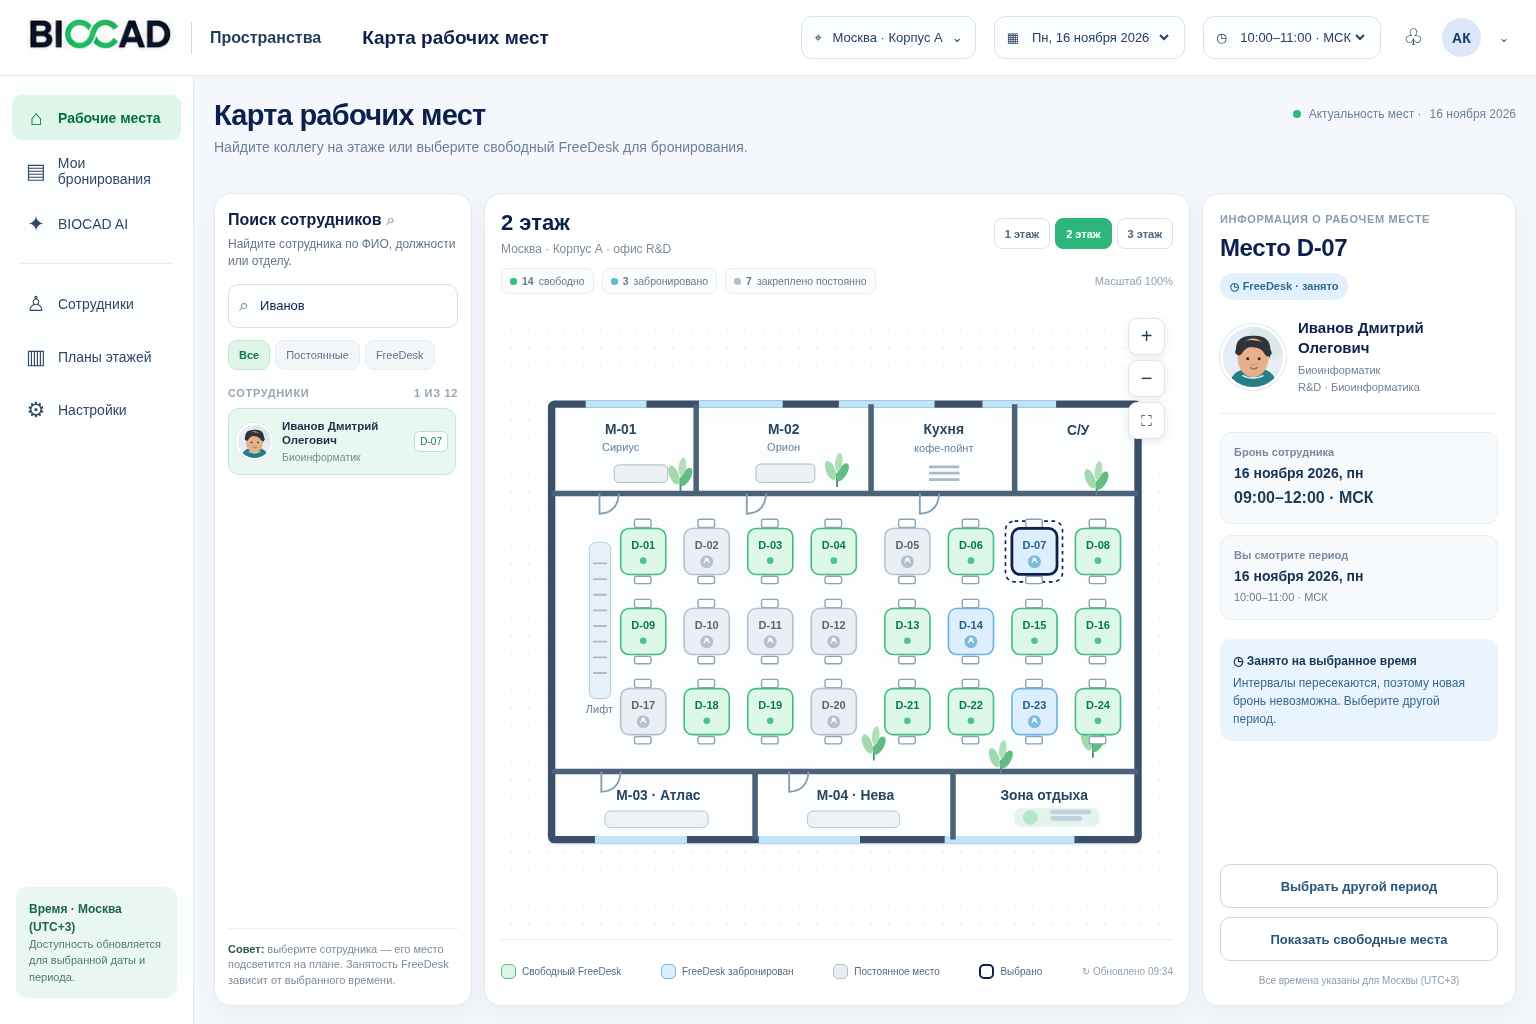 BIOCAD
Пространства
Карта рабочих мест
Москва · Корпус А
Пн, 16 ноября 2026
10:00–11:00 · МСК
АК
Рабочие места
Мои
бронирования
BIOCAD AI
Сотрудники
Планы этажей
Настройки
Время · Москва
(UTC+3)
Доступность обновляется
для выбранной даты и
периода.
Карта рабочих мест
Найдите коллегу на этаже или выберите свободный FreeDesk для бронирования.
Актуальность мест · 16 ноября 2026
Поиск сотрудников
Найдите сотрудника по ФИО, должности
или отделу.
Иванов
Все
Постоянные
FreeDesk
СОТРУДНИКИ
1 ИЗ 12
Иванов Дмитрий
Олегович
Биоинформатик
D-07
Совет: выберите сотрудника — его место
подсветится на плане. Занятость FreeDesk
зависит от выбранного времени.
2 этаж
Москва · Корпус А · офис R&D
1 этаж
2 этаж
3 этаж
14 свободно
3 забронировано
7 закреплено постоянно
Масштаб 100%
+
−
M-01
Сириус
M-02
Орион
Кухня
кофе-пойнт
С/У
D-01
D-02
D-03
D-04
D-05
D-06
D-07
D-08
D-09
D-10
D-11
D-12
D-13
D-14
D-15
D-16
D-17
D-18
D-19
D-20
D-21
D-22
D-23
D-24
Лифт
M-03 · Атлас
M-04 · Нева
Зона отдыха
Свободный FreeDesk
FreeDesk забронирован
Постоянное место
Выбрано
↻ Обновлено 09:34
ИНФОРМАЦИЯ О РАБОЧЕМ МЕСТЕ
Место D-07
FreeDesk · занято
Иванов Дмитрий
Олегович
Биоинформатик
R&D · Биоинформатика
Бронь сотрудника
16 ноября 2026, пн
09:00–12:00 · МСК
Вы смотрите период
16 ноября 2026, пн
10:00–11:00 · МСК
Занято на выбранное время
Интервалы пересекаются, поэтому новая
бронь невозможна. Выберите другой
период.
Выбрать другой период
Показать свободные места
Все времена указаны для Москвы (UTC+3)